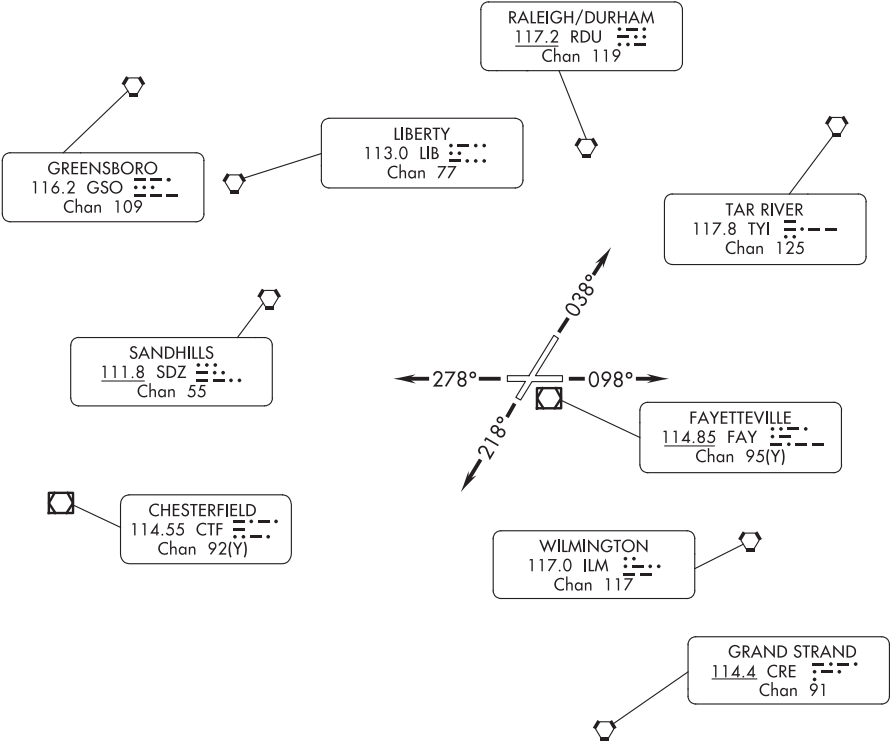 RALEIGH/DURHAM
117.2 RDU
Chan 119
LIBERTY
113.0 LIB
Chan 77
GREENSBORO
116.2 GSO
Chan 109
TAR RIVER
117.8 TYI
Chan 125
038°
SANDHILLS
111.8 SDZ
Chan 55
278°
098°
218°
FAYETTEVILLE
114.85 FAY
Chan 95(Y)
CHESTERFIELD
114.55 CTF
Chan 92(Y)
WILMINGTON
117.0 ILM
Chan 117
GRAND STRAND
114.4 CRE
Chan 91